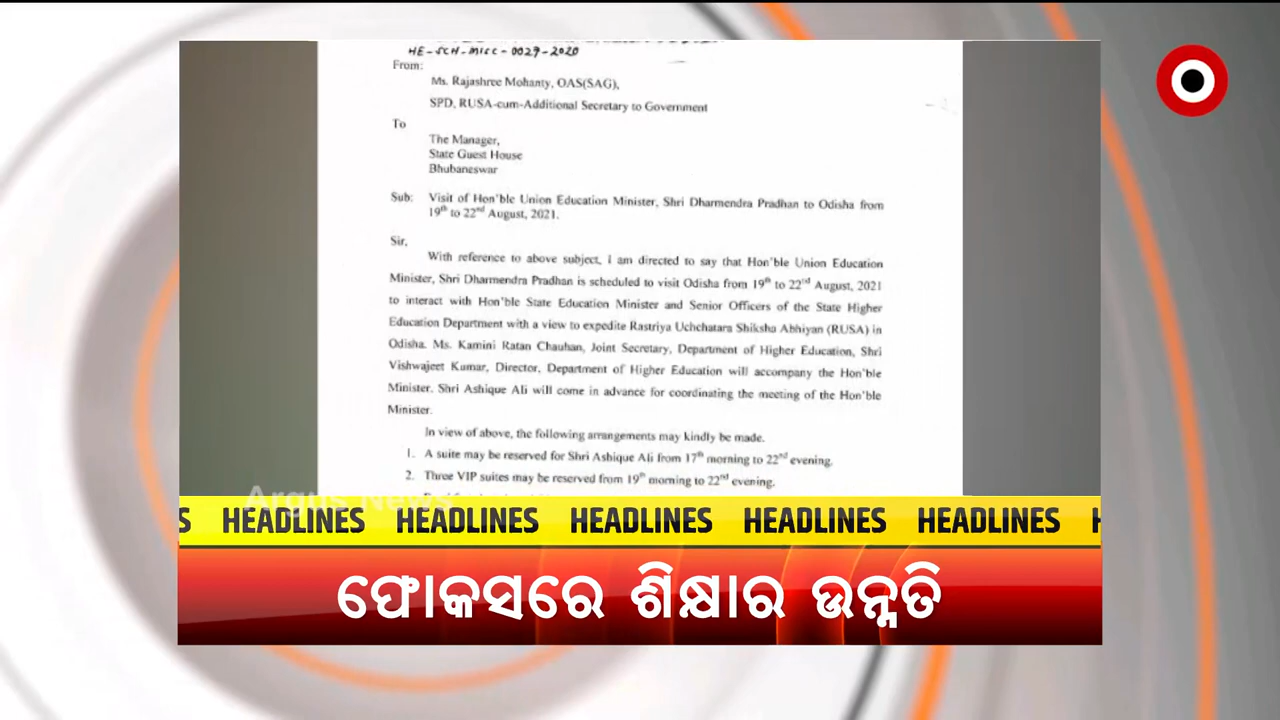 HE-SCH-MISC-0027-2020
From:
Ms. Rajashree Mohanty, OAS(SAG),
SPD, RUSA-cum-Additional Secretary to Government
To
The Manager,
State Guest House
Bhubaneswar
Sub: Visit of Hon'ble Union Education Minister, Shri Dharmendra Pradhan to Odisha from
19th to 22nd August, 2021.
Sir,
With reference to above subject, I am directed to say that Hon'ble Union Education
Minister, Shri Dharmendra Pradhan is scheduled to visit Odisha from 19th to 22nd August, 2021
to interact with Hon'ble State Education Minister and Senior Officers of the State Higher
Education Department with a view to expedite Rastriya Uchchatara Shiksha Abhiyan (RUSA) in
Odisha. Ms. Kamini Ratan Chauhan, Joint Secretary, Department of Higher Education, Shri
Vishwajeet Kumar, Director, Department of Higher Education will accompany the Hon'ble
Minister. Shri Ashique Ali will come in advance for coordinating the meeting of the Hon'ble
Minister.
In view of above, the following arrangements may kindly be made.
1. A suite may be reserved for Shri Ashique Ali from 17th morning to 22nd evening.
2. Three VIP suites may be reserved from 19th morning to 22nd evening.
Argus News
S HEADLINES HEADLINES HEADLINES HEADLINES HEADLINES H
ଫୋକସରେ ଶିକ୍ଷାର ଉନ୍ନତି